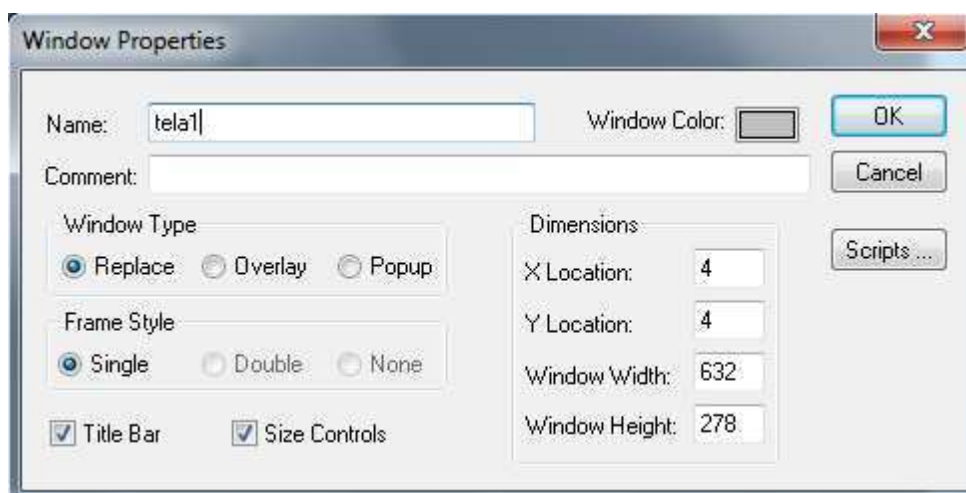 Window Properties
Name: tela1 Window Color: OK
Comment: Cancel
Window Type
Replace Overlay Popup
Frame Style
Single Double None
Title Bar Size Controls
Dimensions
X Location: 4
Y Location: 4
Window Width: 632
Window Height: 278
Scripts ...